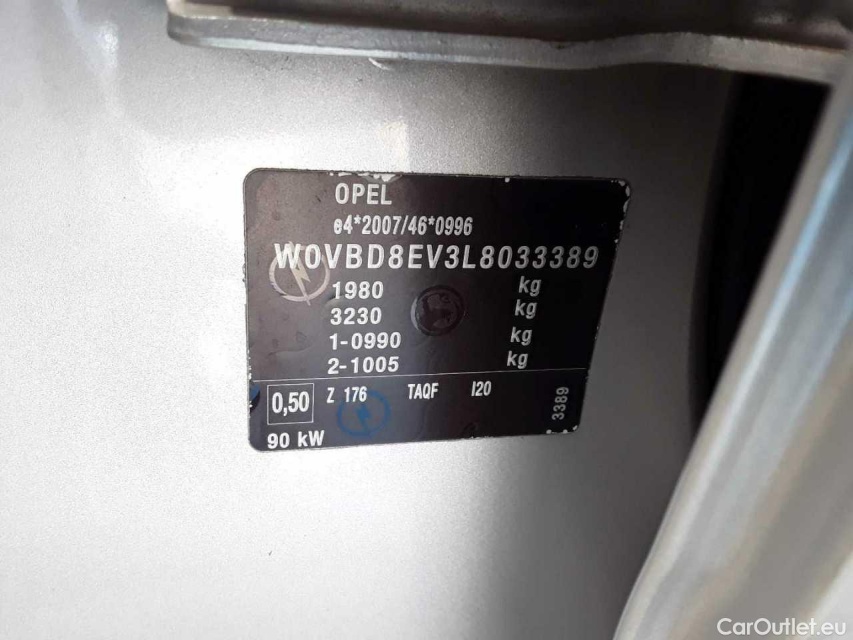 OPEL
e4*2007/46*0996
W0VBD8EV3L8033389
1980 kg
3230 kg
1-0990 kg
2-1005 kg
0,50 Z 176 TAQF I20
3389
90 kW
CarOutlet.eu